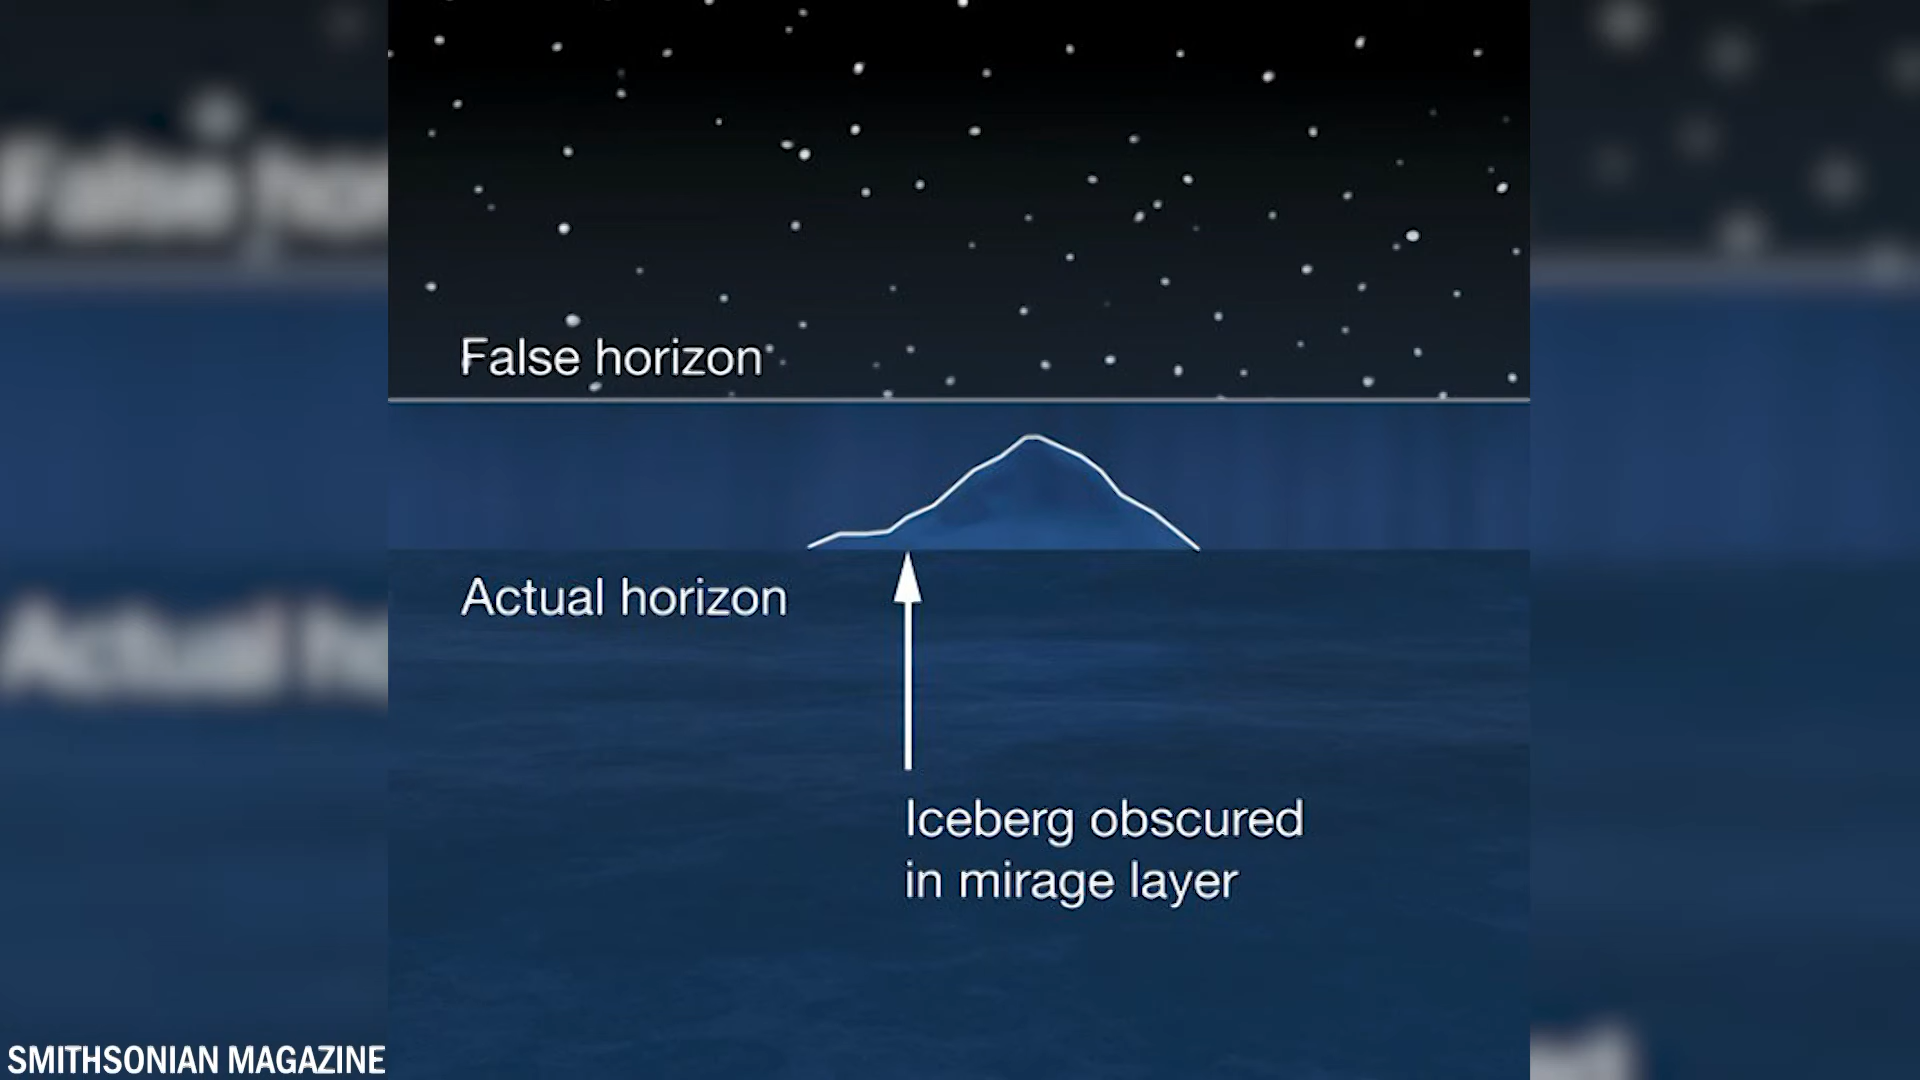 False horizon
Actual horizon
Iceberg obscured
in mirage layer
SMITHSONIAN MAGAZINE